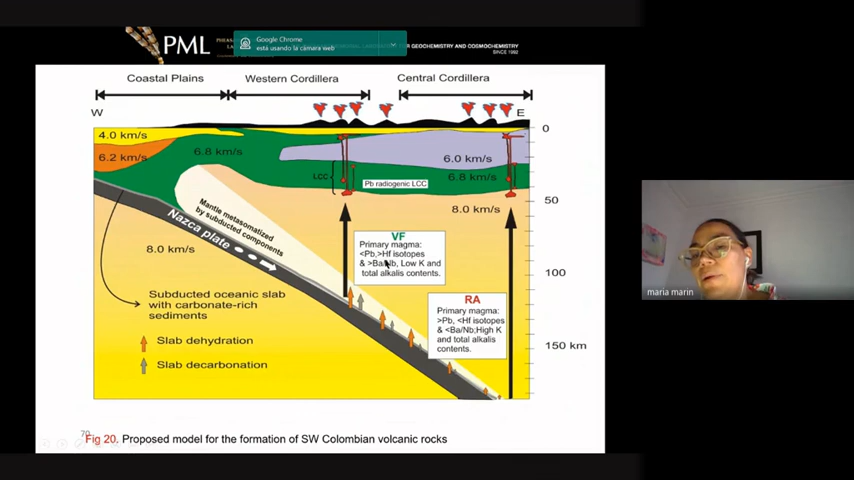 PML
Google Chrome
está usando la cámara web
FOR GEOCHEMISTRY AND COSMOCHEMISTRY
SINCE 1982
Coastal Plains
Western Cordillera
Central Cordillera
W
E
0
4.0 km/s
6.2 km/s
6.8 km/s
6.0 km/s
LCC
6.8 km/s
Pb radiogenic LCC
50
8.0 km/s
Mantle metasomatized
by subducted components
Nazca plate
VF
Primary magma:
<Pb,>Hf isotopes
& >Ba/Nb, Low K and
total alkalis contents.
8.0 km/s
100
Subducted oceanic slab
with carbonate-rich
sediments
RA
Primary magma:
>Pb, <Hf isotopes
& <Ba/Nb;High K
and total alkalis
contents.
Slab dehydration
150 km
Slab decarbonation
70
Fig 20. Proposed model for the formation of SW Colombian volcanic rocks
maria marin